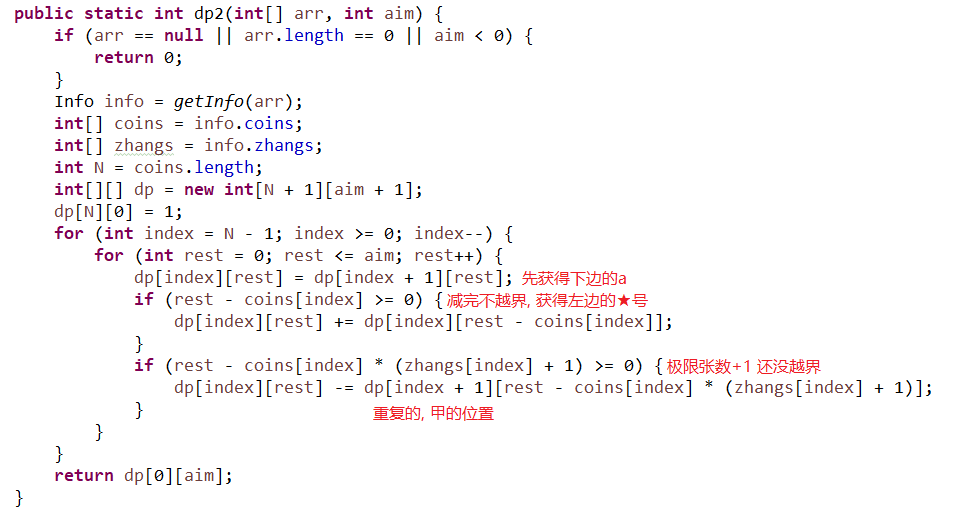 public static int dp2(int[] arr, int aim) {
if (arr == null || arr.length == 0 || aim < 0) {
return 0;
}
Info info = getInfo(arr);
int[] coins = info.coins;
int[] zhangs = info.zhangs;
int N = coins.length;
int[][] dp = new int[N + 1][aim + 1];
dp[N][0] = 1;
for (int index = N - 1; index >= 0; index--) {
for (int rest = 0; rest <= aim; rest++) {
dp[index][rest] = dp[index + 1][rest]; 先获得下边的a
if (rest - coins[index] >= 0) { 减完不越界, 获得左边的★号
dp[index][rest] += dp[index][rest - coins[index]];
}
if (rest - coins[index] * (zhangs[index] + 1) >= 0) { 极限张数+1 还没越界
dp[index][rest] -= dp[index + 1][rest - coins[index] * (zhangs[index] + 1)];
} 重复的, 甲的位置
}
}
return dp[0][aim];
}